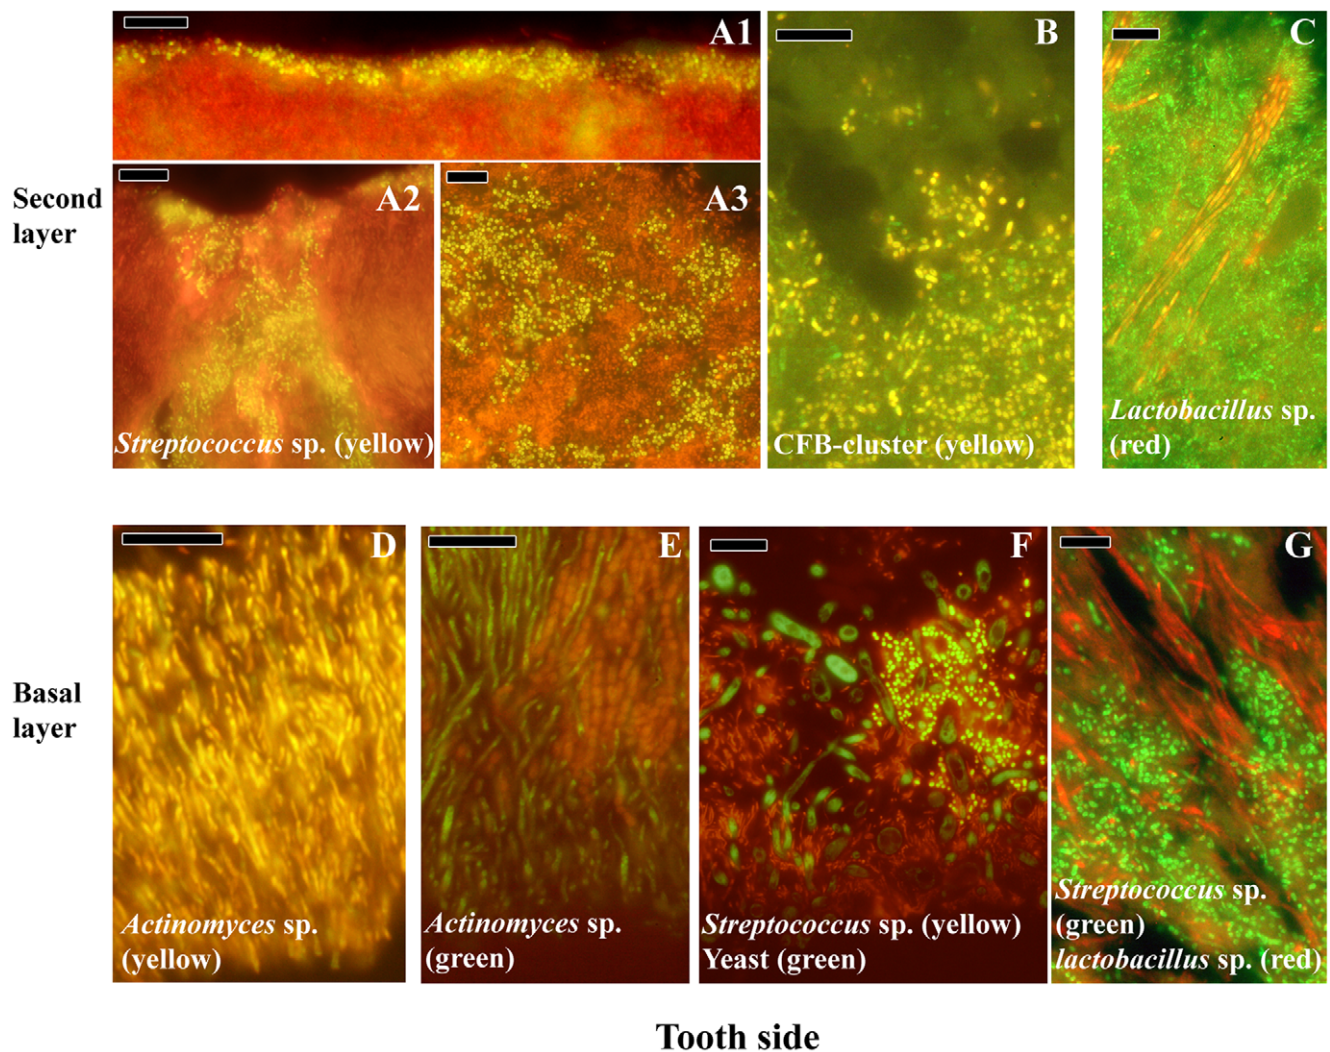 A1
B
C
Second
layer
A2
A3
Streptococcus sp. (yellow)
CFB-cluster (yellow)
Lactobacillus sp.
(red)
D
E
F
G
Basal
layer
Actinomyces sp.
(yellow)
Actinomyces sp.
(green)
Streptococcus sp. (yellow)
Yeast (green)
Streptococcus sp.
(green)
lactobacillus sp. (red)
Tooth side